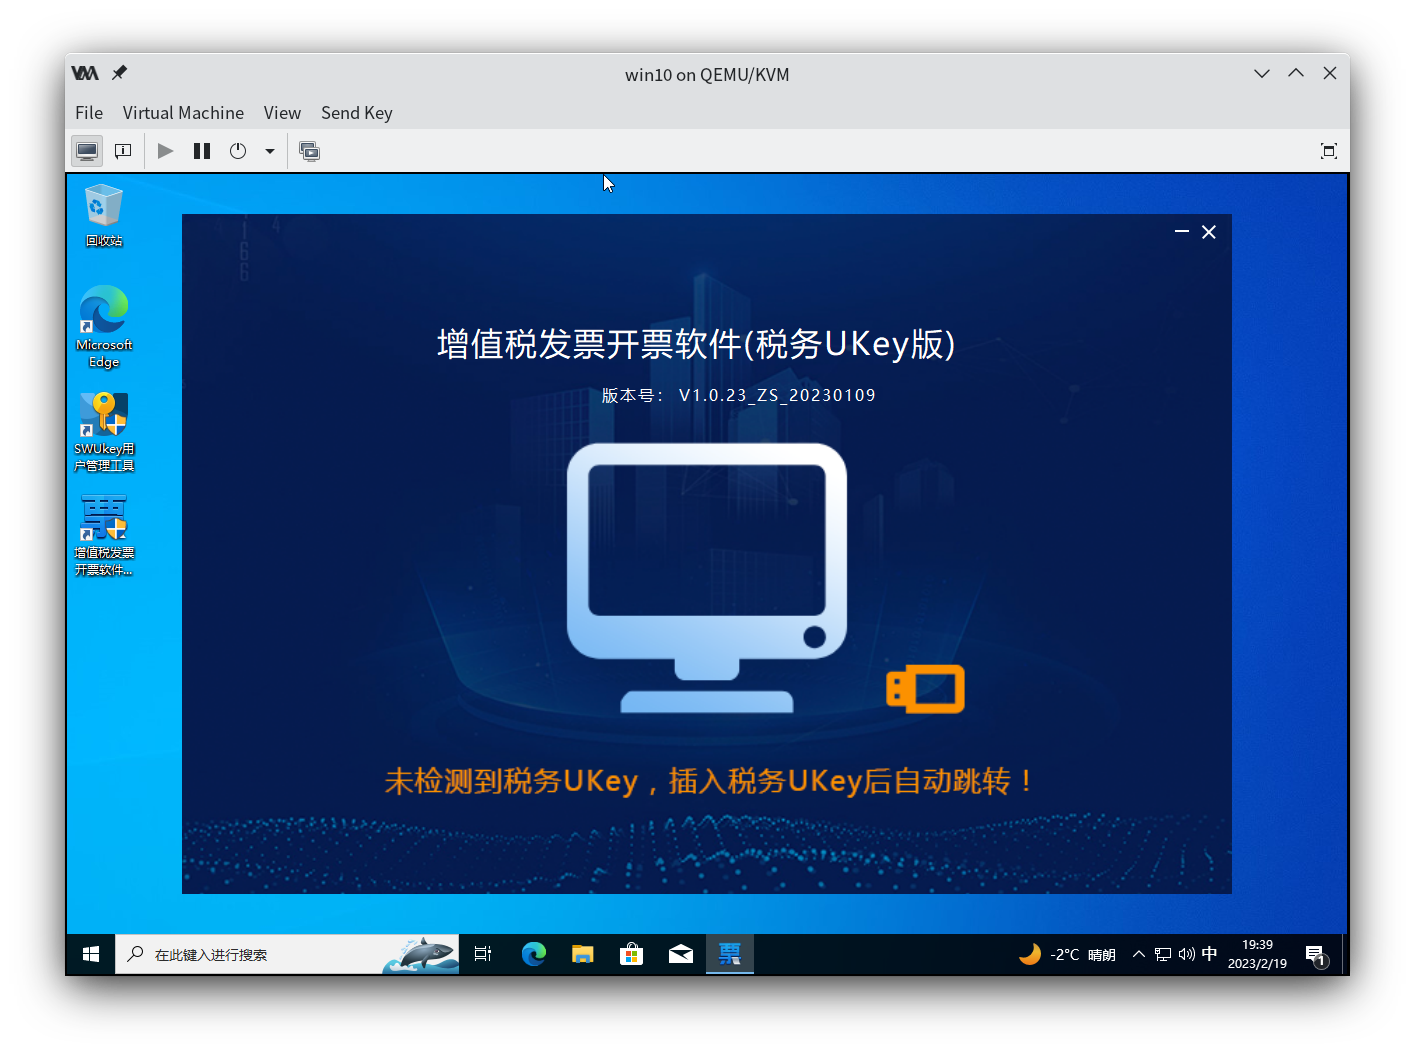 win10 on QEMU/KVM
File Virtual Machine View Send Key
回收站
Microsoft
Edge
SWUkey用
户管理工具
增值税发票
开票软件...
增值税发票开票软件(税务UKey版)
版本号： V1.0.23_ZS_20230109
未检测到税务UKey，插入税务UKey后自动跳转！
在此键入进行搜索
-2°C 晴朗
中
19:39
2023/2/19
1